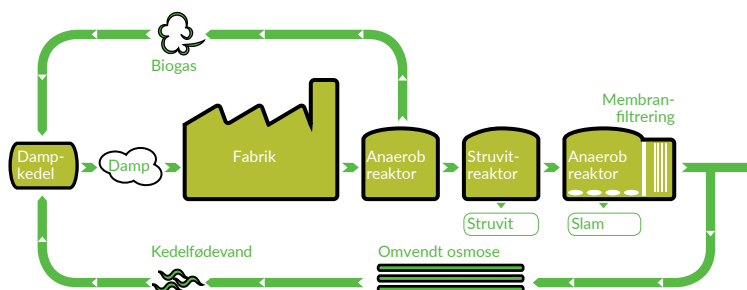 Biogas
Membran-
filtrering
Damp-
kedel
Damp
Fabrik
Anaerob
reaktor
Struvit-
reaktor
Anaerob
reaktor
Struvit
Slam
Kedelfødevand
Omvendt osmose